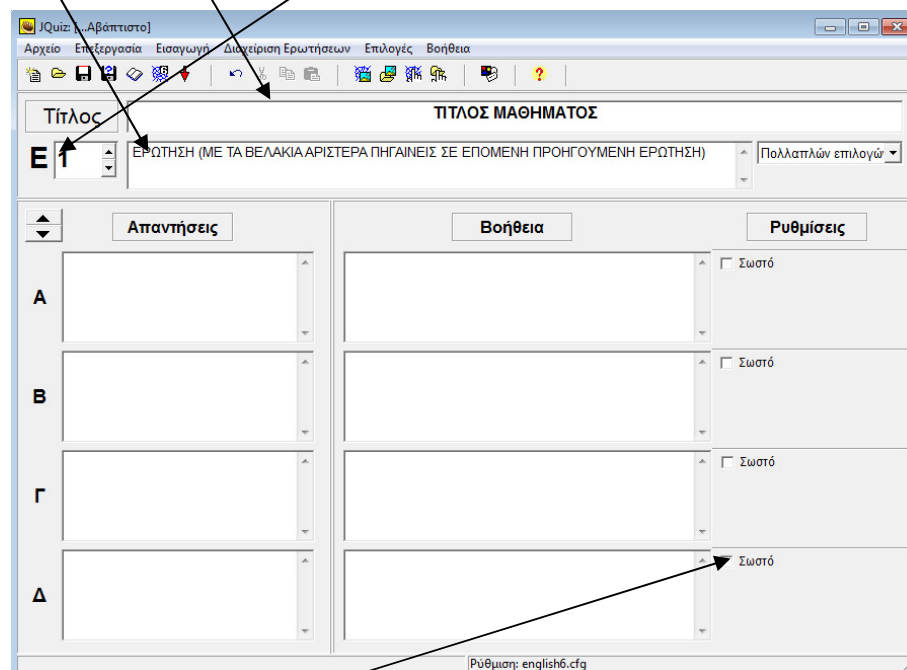 JQuiz: [...Αβάπτιστο]
Αρχείο Επεξεργασία Εισαγωγή Διαχείριση Ερωτήσεων Επιλογές Βοήθεια
Τίτλος ΤΙΤΛΟΣ ΜΑΘΗΜΑΤΟΣ
Ε 1 ΕΡΩΤΗΣΗ (ΜΕ ΤΑ ΒΕΛΑΚΙΑ ΑΡΙΣΤΕΡΑ ΠΗΓΑΙΝΕΙΣ ΣΕ ΕΠΟΜΕΝΗ ΠΡΟΗΓΟΥΜΕΝΗ ΕΡΩΤΗΣΗ) Πολλαπλών επιλογώ
Απαντήσεις Βοήθεια Ρυθμίσεις
Α Σωστό
Β Σωστό
Γ Σωστό
Δ Σωστό
Ρύθμιση: english6.cfg